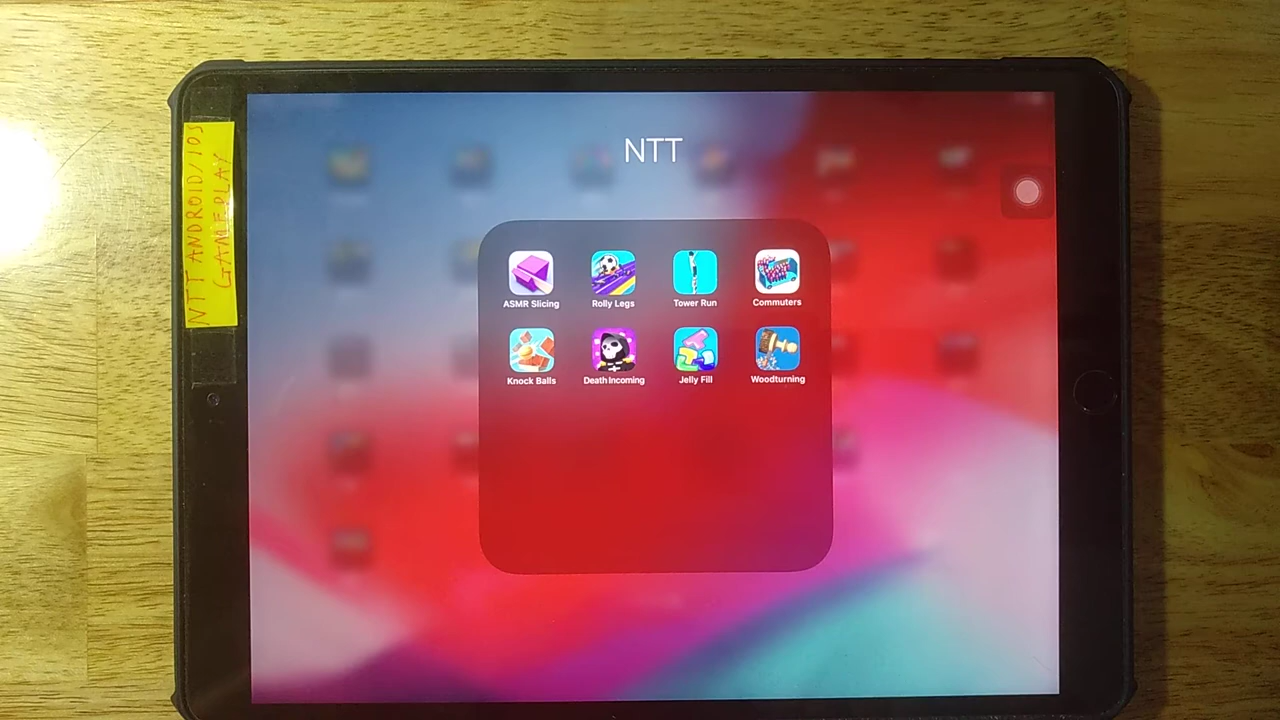 NTT ANDROID/IOS
GAMEPLAY
NTT
ASMR Slicing
Rolly Legs
Tower Run
Commuters
Knock Balls
Death Incoming
Jelly Fill
Woodturning